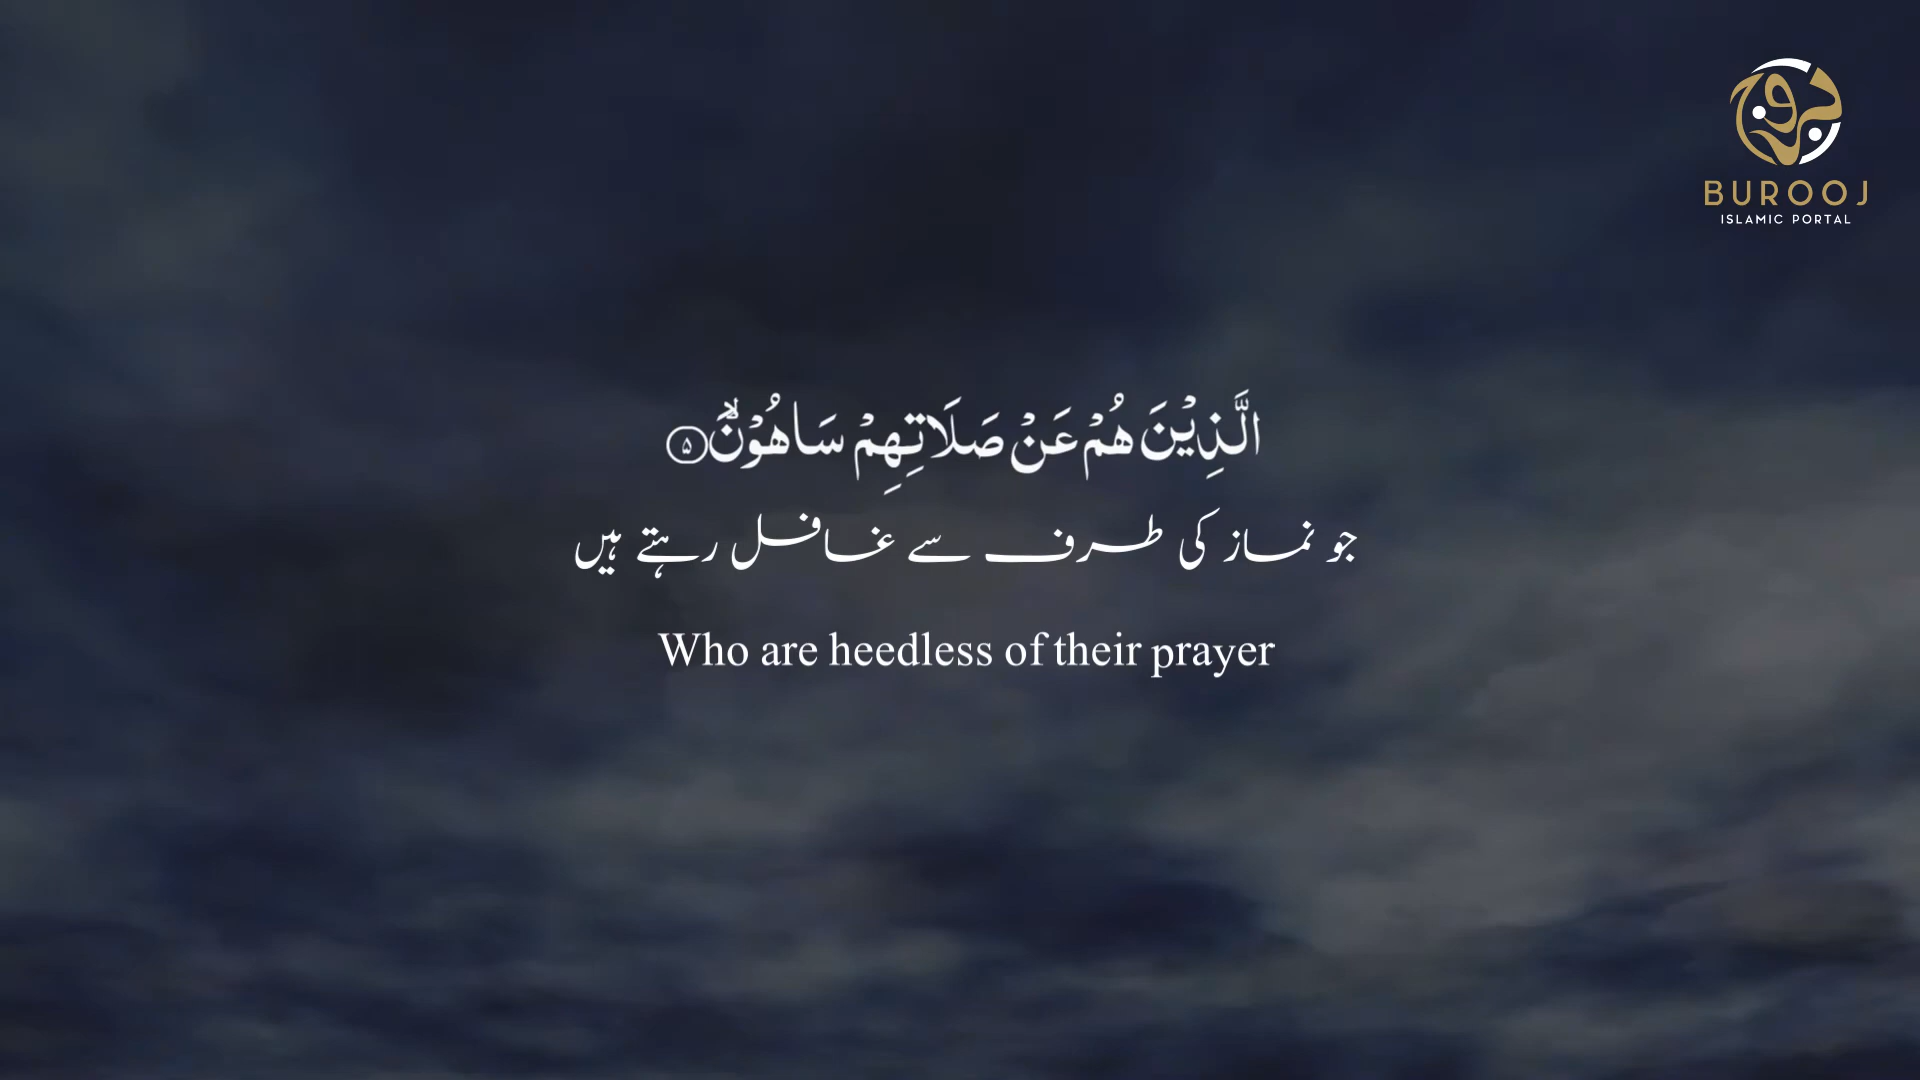 بروج
BUROOJ
ISLAMIC PORTAL
الَّذِيْنَ هُمْ عَنْ صَلَاتِهِمْ سَاهُوْنَۙ ۵
جو نماز کی طرف سے غافل رہتے ہیں
Who are heedless of their prayer